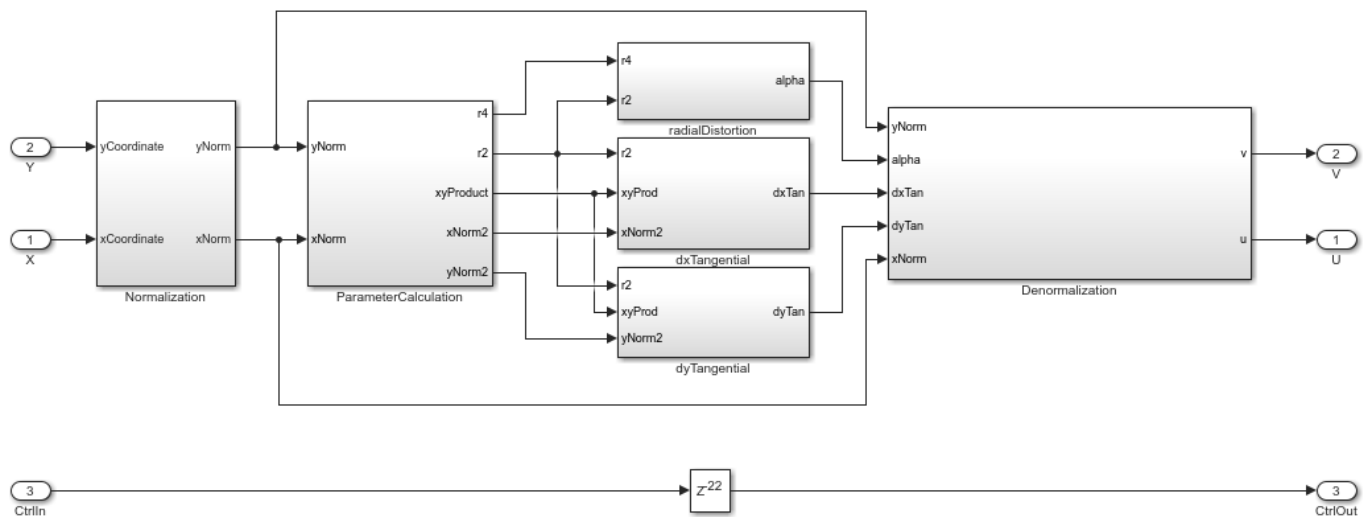 2
Y
1
X
yCoordinate
xCoordinate
yNorm
xNorm
Normalization
yNorm
xNorm
r4
r2
xyProduct
xNorm2
yNorm2
ParameterCalculation
r4
r2
alpha
radialDistortion
r2
xyProd
xNorm2
dxTan
dxTangential
r2
xyProd
yNorm2
dyTan
dyTangential
yNorm
alpha
dxTan
dyTan
xNorm
v
u
Denormalization
2
V
1
U
3
CtrlIn
Z-22
3
CtrlOut